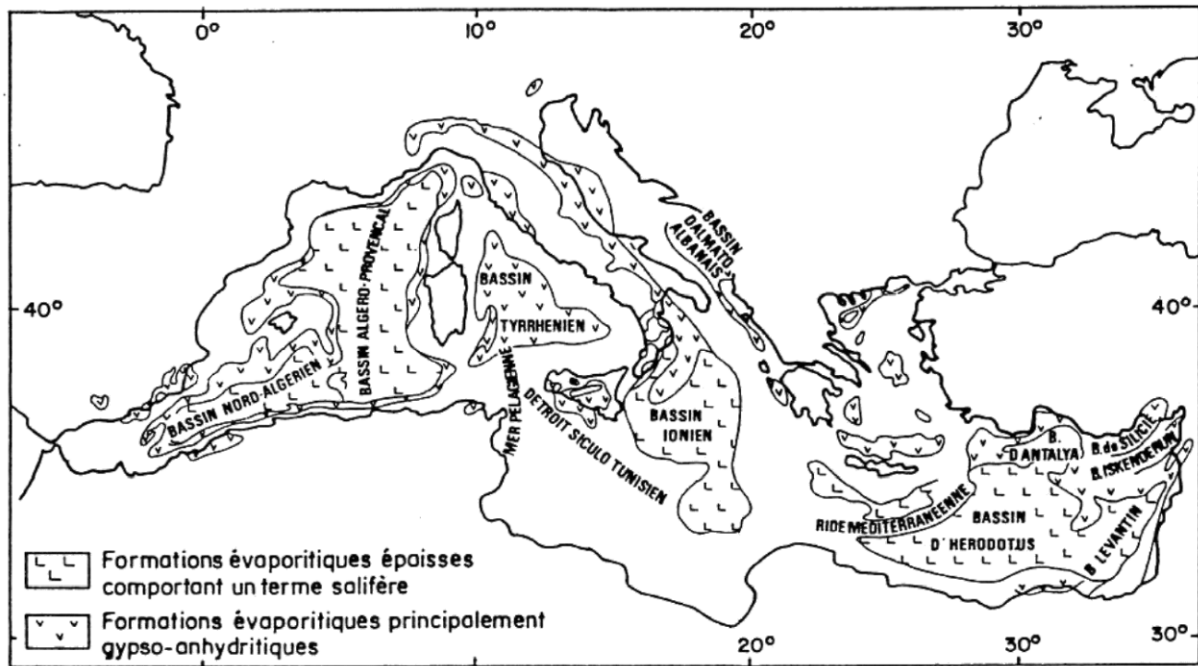 0°
10°
20°
30°
40°
40°
BASSIN
DALMATO
ALBANAIS
BASSIN ALGERO-PROVENCAL
BASSIN
TYRRHENIEN
BASSIN NORD-ALGERIEN
MER PELAGIENNE
DETROIT SICULO TUNISIEN
BASSIN
IONIEN
B.
D'ANTALYA
B. de SILICIE
B. ISKENDERUN
RIDE MEDITERRANEENNE
BASSIN
D'HERODOTUS
B LEVANTIN
Formations évaporitiques épaisses
comportant un terme salifère
Formations évaporitiques principalement
gypso-anhydritiques
20°
30°
30°